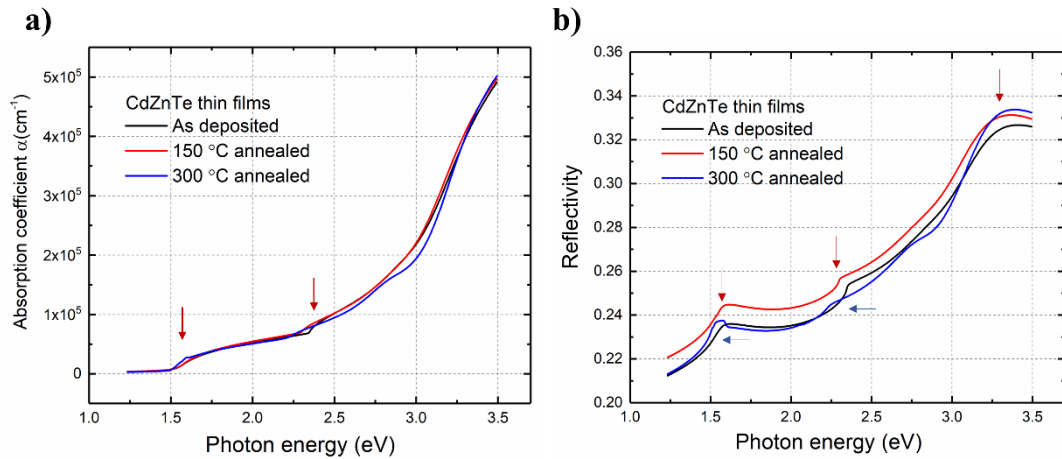 a)
Absorption coefficient α(cm⁻¹)
5x10⁵
4x10⁵
3x10⁵
2x10⁵
1x10⁵
0
CdZnTe thin films
As deposited
150 °C annealed
300 °C annealed
1.0 1.5 2.0 2.5 3.0 3.5
Photon energy (eV)
b)
Reflectivity
0.36
0.34
0.32
0.30
0.28
0.26
0.24
0.22
0.20
CdZnTe thin films
As deposited
150 °C annealed
300 °C annealed
1.0 1.5 2.0 2.5 3.0 3.5
Photon energy (eV)